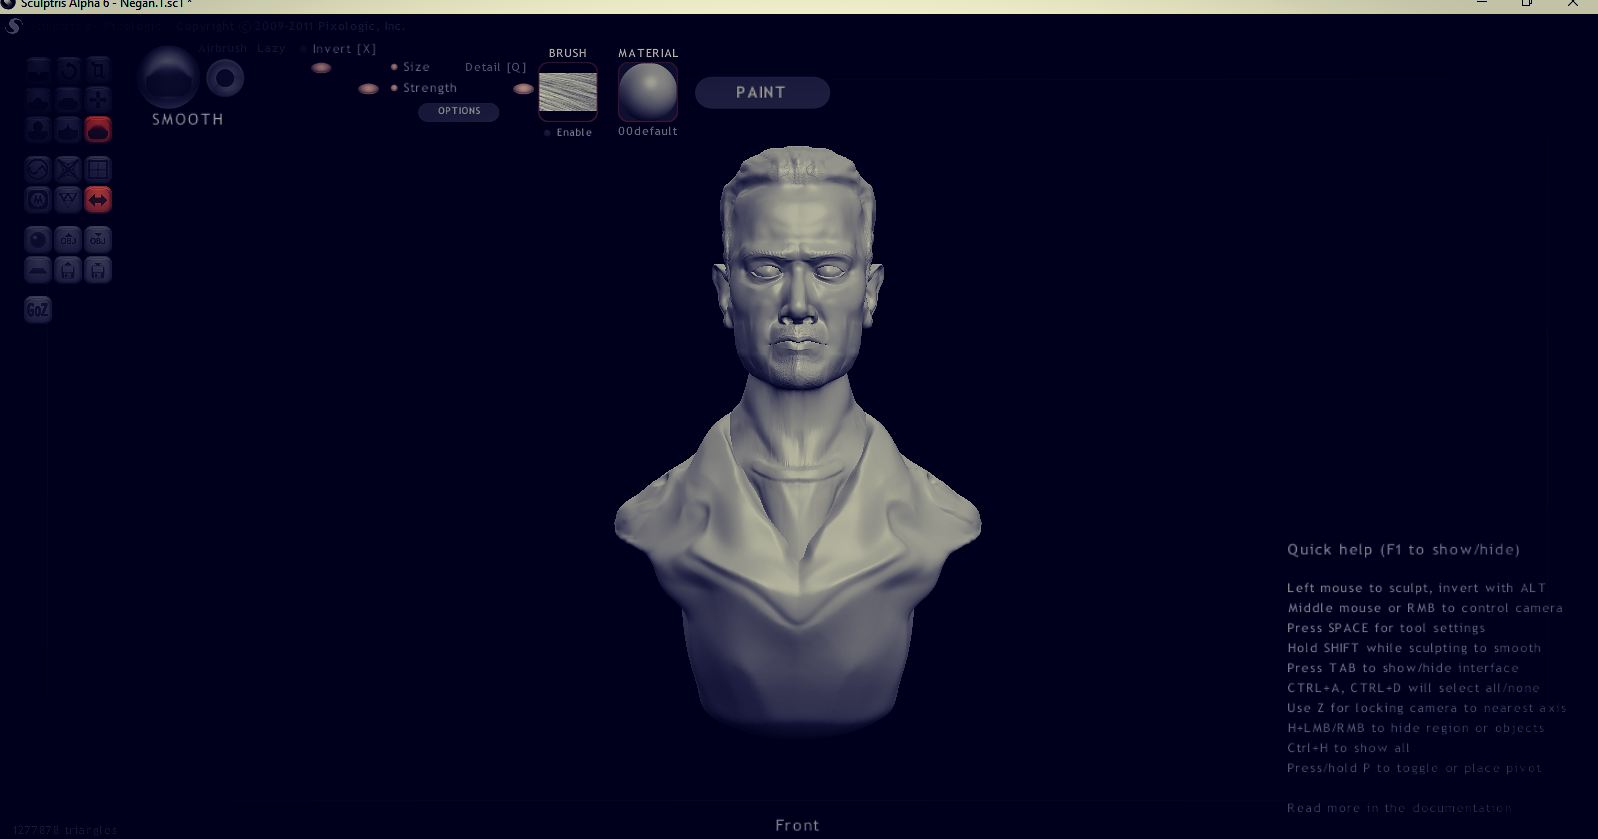 Sculptris Alpha 6 - Negan.1.sc1 *
Copyright © 2009-2011 Pixologic, Inc.
Airbrush Lazy Invert [X]
BRUSH MATERIAL
Size Detail [Q]
Strength
PAINT
OPTIONS
SMOOTH
Enable 00default
OBJ OBJ
GoZ
Quick help (F1 to show/hide)
Left mouse to sculpt, invert with ALT
Middle mouse or RMB to control camera
Press SPACE for tool settings
Hold SHIFT while sculpting to smooth
Press TAB to show/hide interface
CTRL+A, CTRL+D will select all/none
Use Z for locking camera to nearest axis
H+LMB/RMB to hide region or objects
Ctrl+H to show all
Press/hold P to toggle or place pivot
Read more in the documentation
Front
1277878 triangles